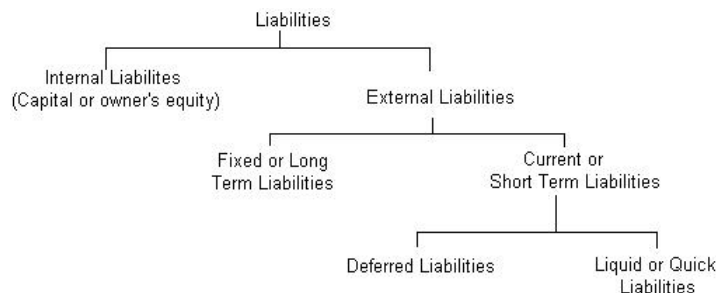 Liabilities
Internal Liabilites
(Capital or owner's equity)
External Liabilities
Fixed or Long
Term Liabilities
Current or
Short Term Liabilities
Deferred Liabilities
Liquid or Quick
Liabilities